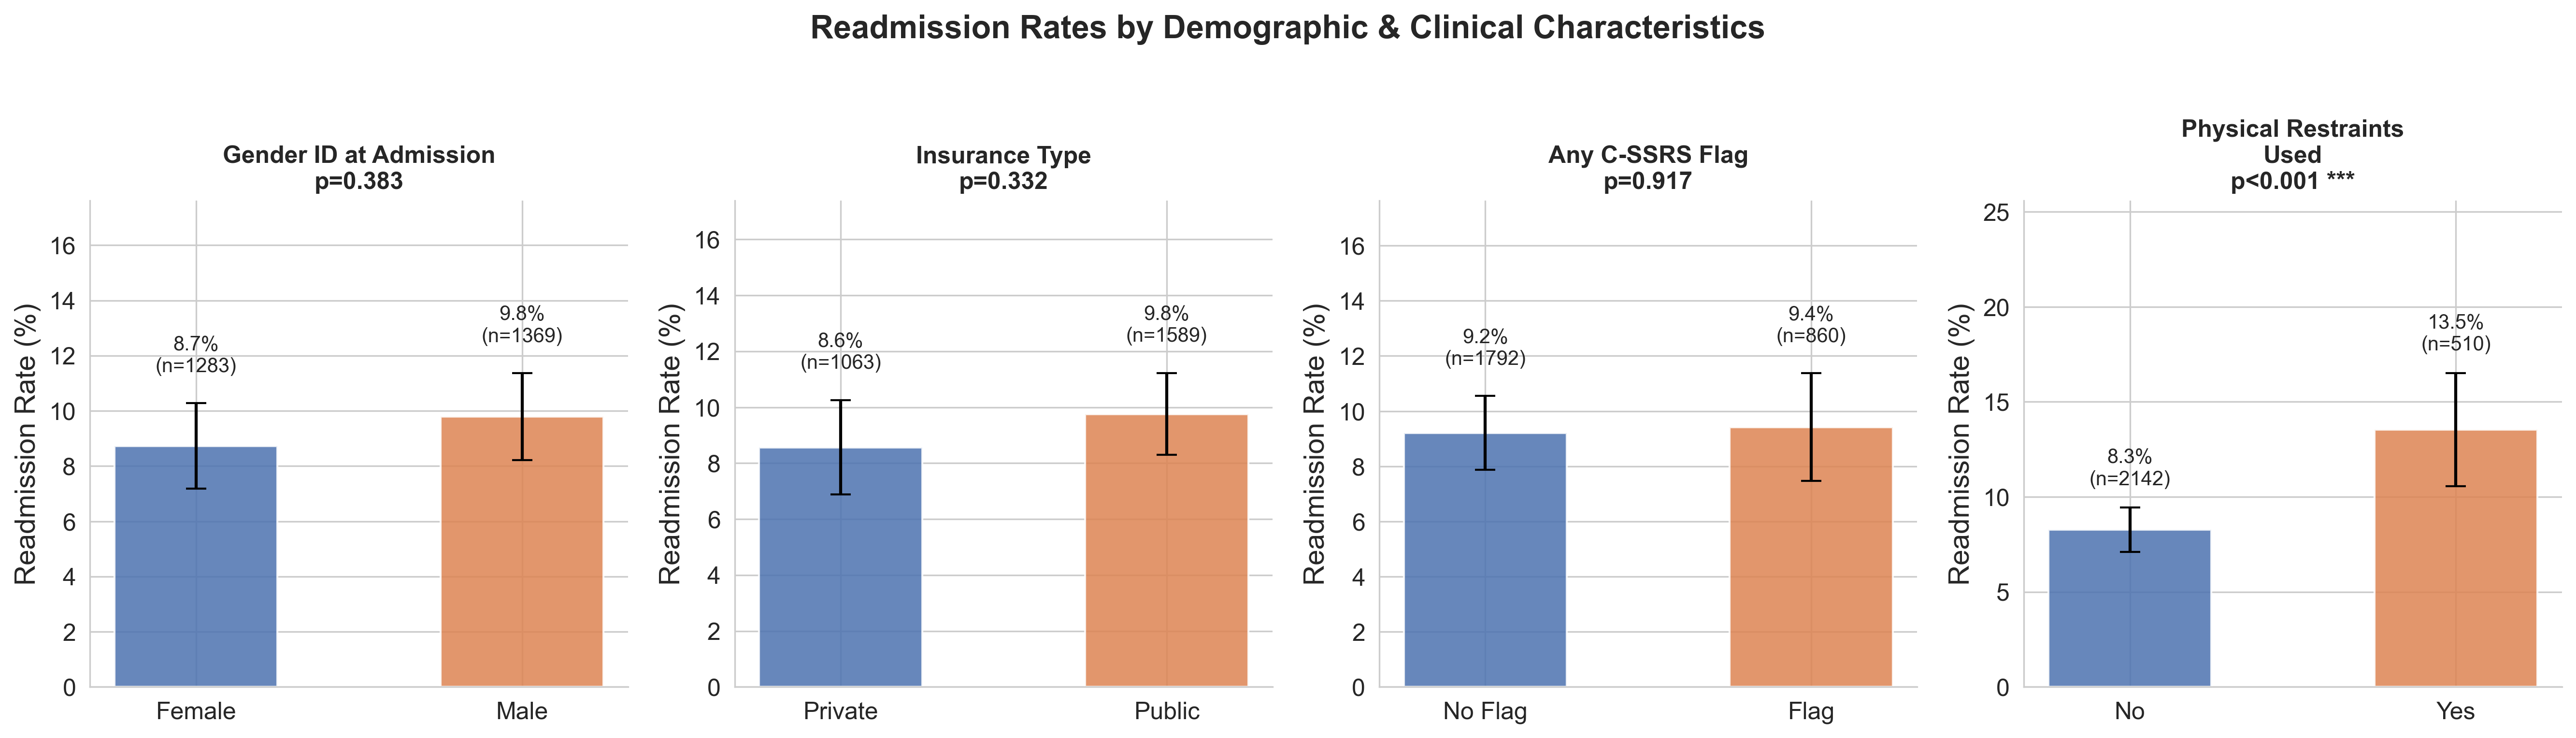 Readmission Rates by Demographic & Clinical Characteristics
Gender ID at Admission
p=0.383
Readmission Rate (%)
16
14
12
10
8
6
4
2
0
8.7%
(n=1283)
9.8%
(n=1369)
Female
Male
Insurance Type
p=0.332
Readmission Rate (%)
16
14
12
10
8
6
4
2
0
8.6%
(n=1063)
9.8%
(n=1589)
Private
Public
Any C-SSRS Flag
p=0.917
Readmission Rate (%)
16
14
12
10
8
6
4
2
0
9.2%
(n=1792)
9.4%
(n=860)
No Flag
Flag
Physical Restraints
Used
p<0.001 ***
Readmission Rate (%)
25
20
15
10
5
0
8.3%
(n=2142)
13.5%
(n=510)
No
Yes